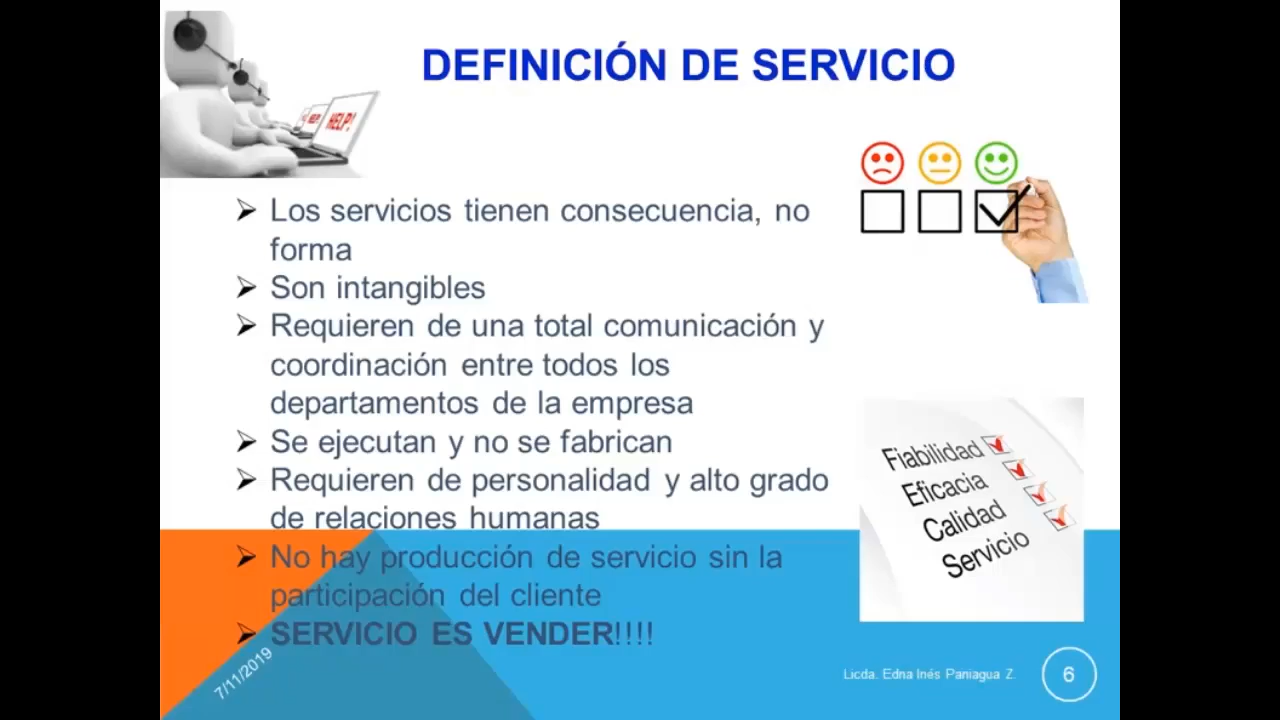 DEFINICIÓN DE SERVICIO
HELP!
HELP!
Los servicios tienen consecuencia, no
forma
Son intangibles
Requieren de una total comunicación y
coordinación entre todos los
departamentos de la empresa
Se ejecutan y no se fabrican
Requieren de personalidad y alto grado
de relaciones humanas
No hay producción de servicio sin la
participación del cliente
SERVICIO ES VENDER!!!!
Fiabilidad
Eficacia
Calidad
Servicio
7/11/2019
Licda. Edna Inés Paniagua Z.
6